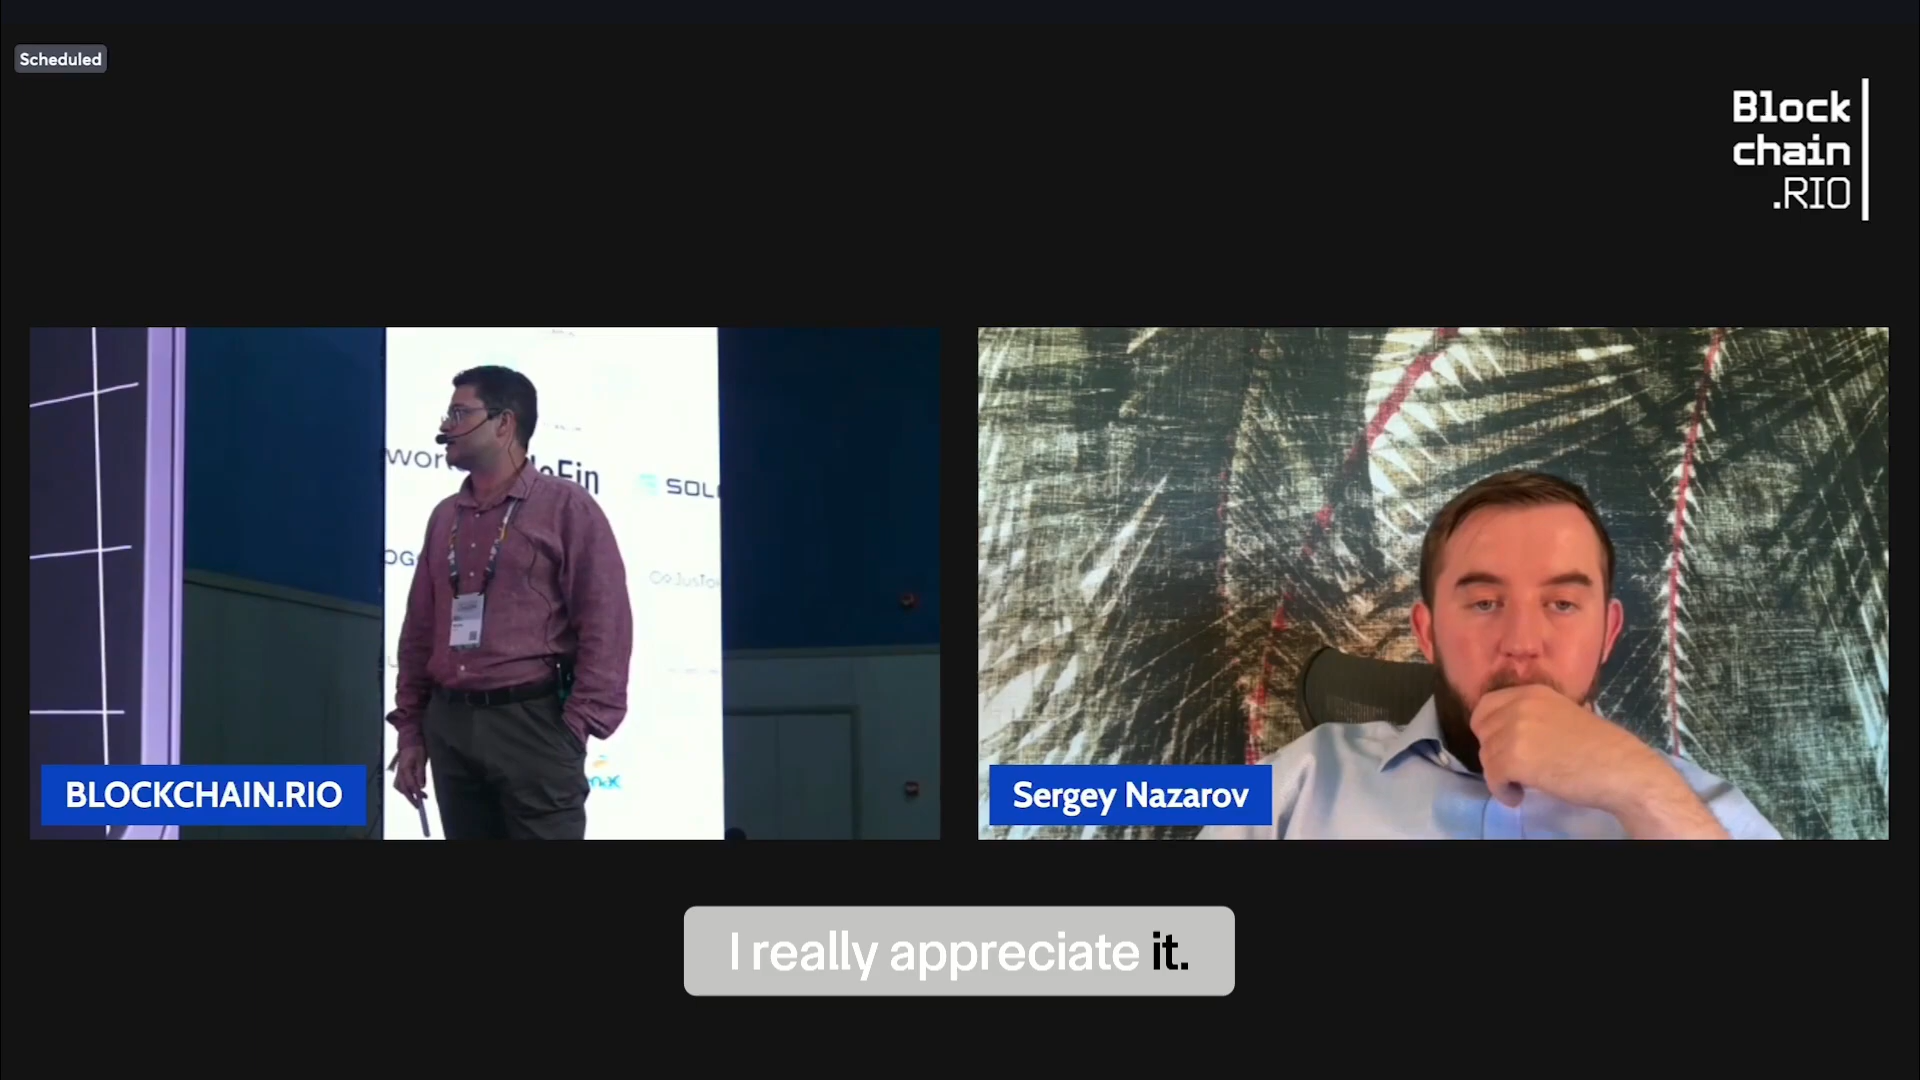 Scheduled
Block
chain
.RIO
BLOCKCHAIN.RIO
Sergey Nazarov
I really appreciate it.